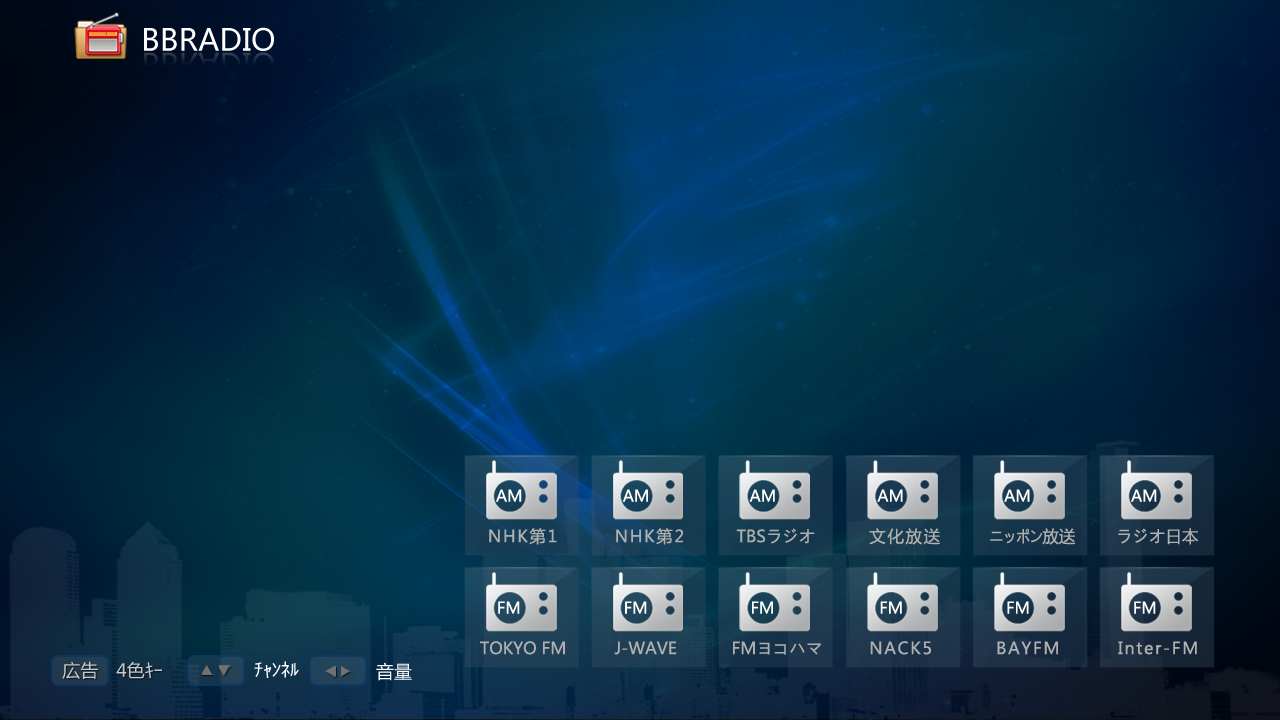 BBRADIO
AM AM AM AM AM AM
NHK第1 NHK第2 TBSラジオ 文化放送 ニッポン放送 ラジオ日本
FM FM FM FM FM FM
TOKYO FM J-WAVE FMヨコハマ NACK5 BAYFM Inter-FM
広告 4色ｷｰ ▲▼ ﾁｬﾝﾈﾙ ◀▶ 音量